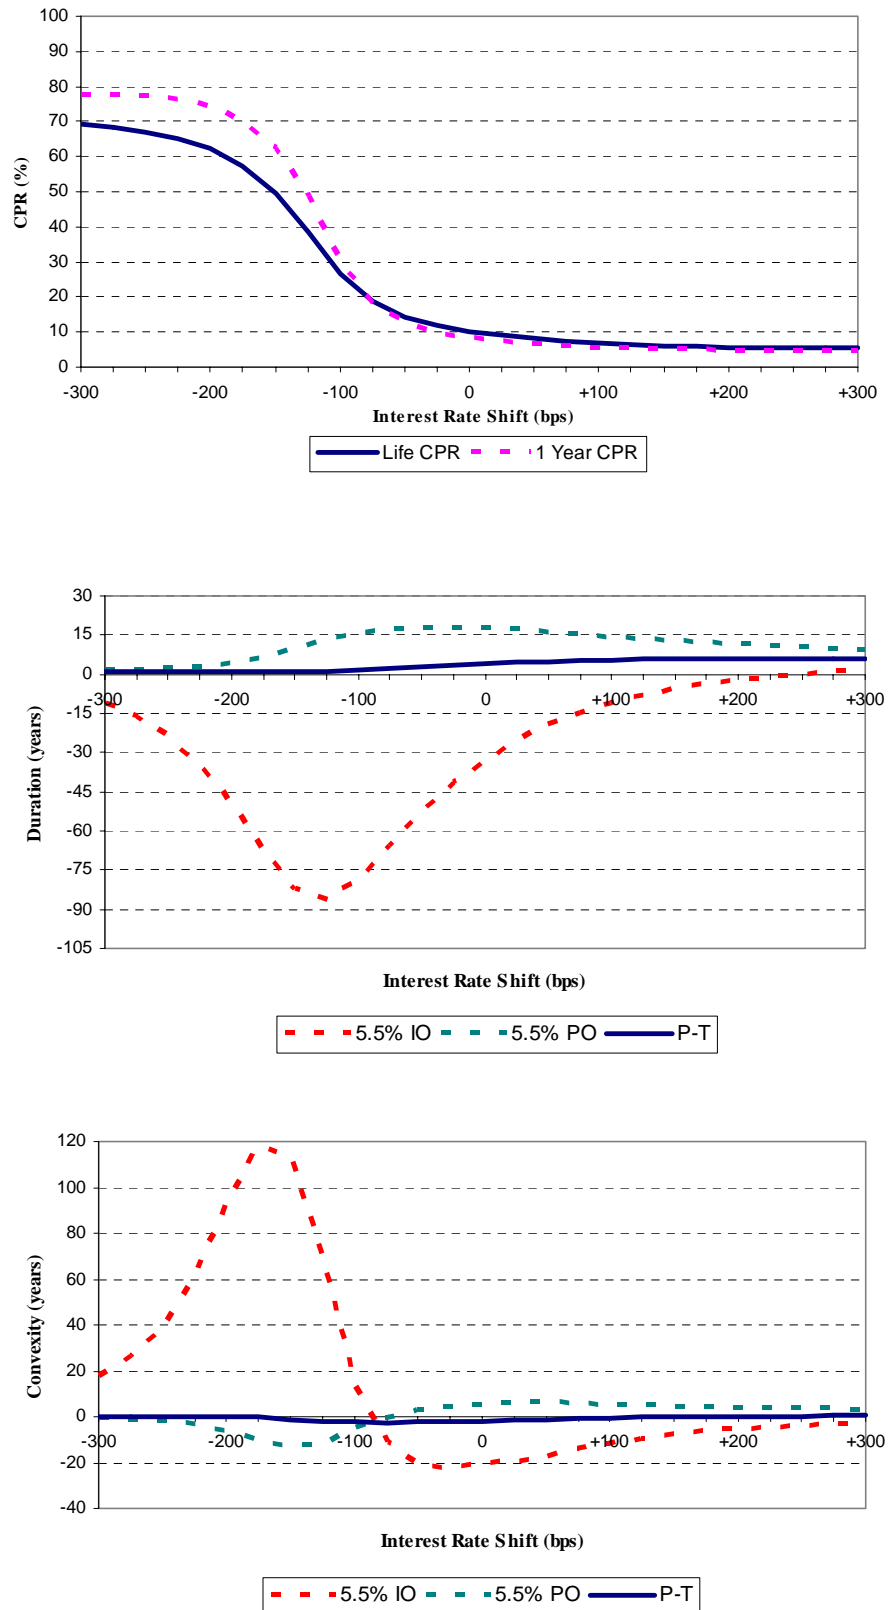 100
90
80
70
60
50
40
30
20
10
0
CPR (%)
-300 -200 -100 0 +100 +200 +300
Interest Rate Shift (bps)
Life CPR 1 Year CPR
30
15
0
-15
-30
-45
-60
-75
-90
-105
Duration (years)
-300 -200 -100 0 +100 +200 +300
Interest Rate Shift (bps)
5.5% IO 5.5% PO P-T
120
100
80
60
40
20
0
-20
-40
Convexity (years)
-300 -200 -100 0 +100 +200 +300
Interest Rate Shift (bps)
5.5% IO 5.5% PO P-T